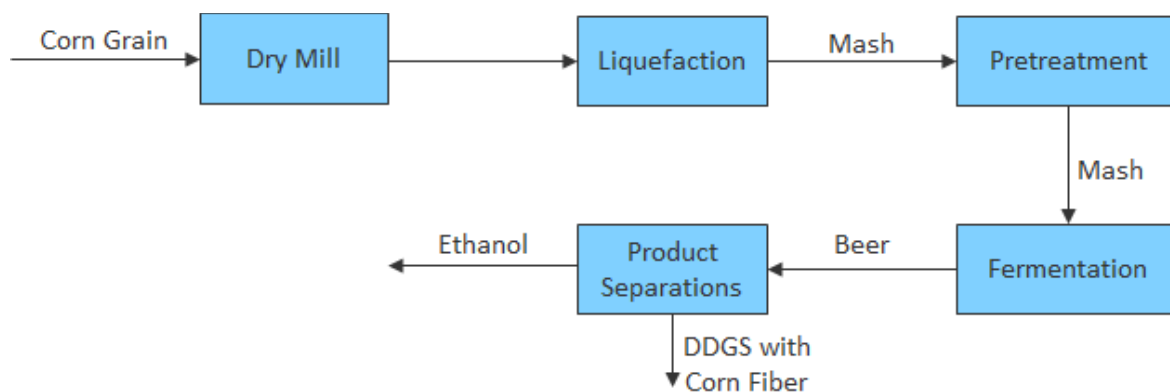 Corn Grain
Dry Mill
Liquefaction
Mash
Pretreatment
Mash
Ethanol
Product
Separations
Beer
Fermentation
DDGS with
Corn Fiber